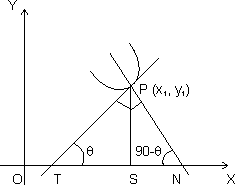 Y
P (x₁, y₁)
θ
90-θ
O T S N X